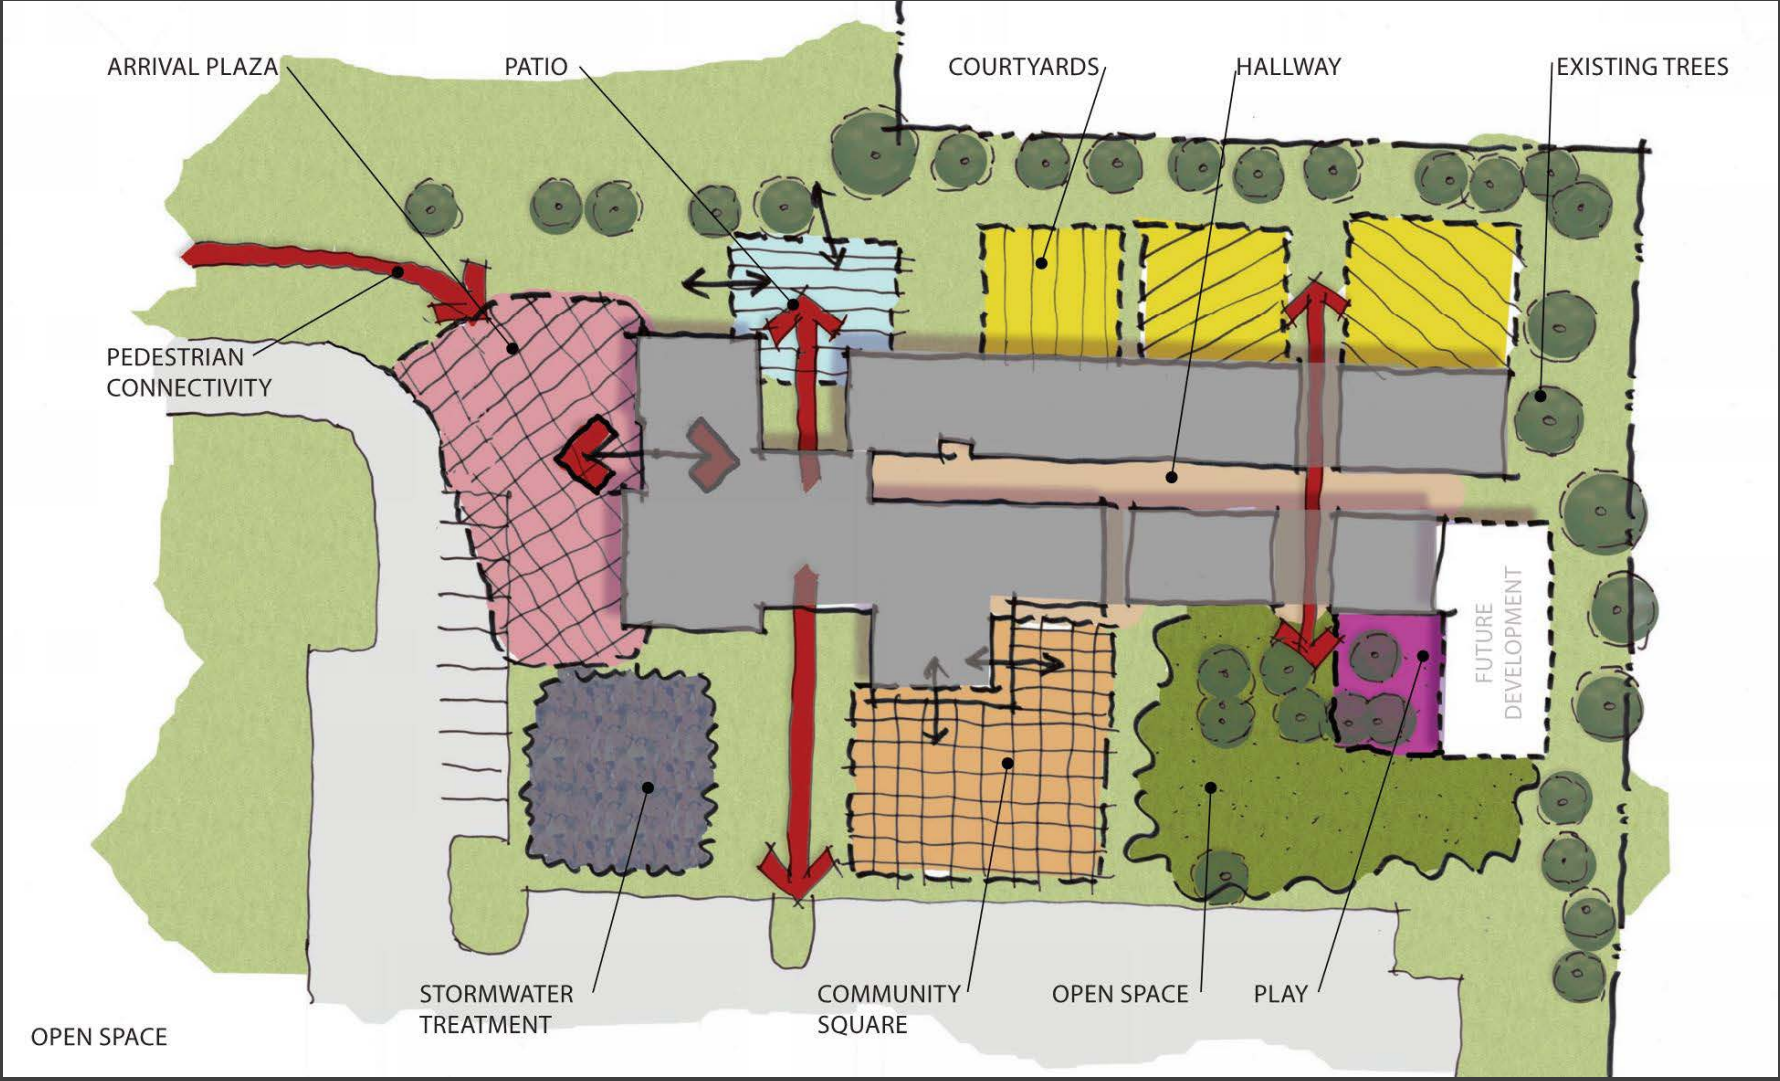 ARRIVAL PLAZA
PATIO
COURTYARDS
HALLWAY
EXISTING TREES
PEDESTRIAN
CONNECTIVITY
FUTURE
DEVELOPMENT
STORMWATER
TREATMENT
COMMUNITY
SQUARE
OPEN SPACE
PLAY
OPEN SPACE